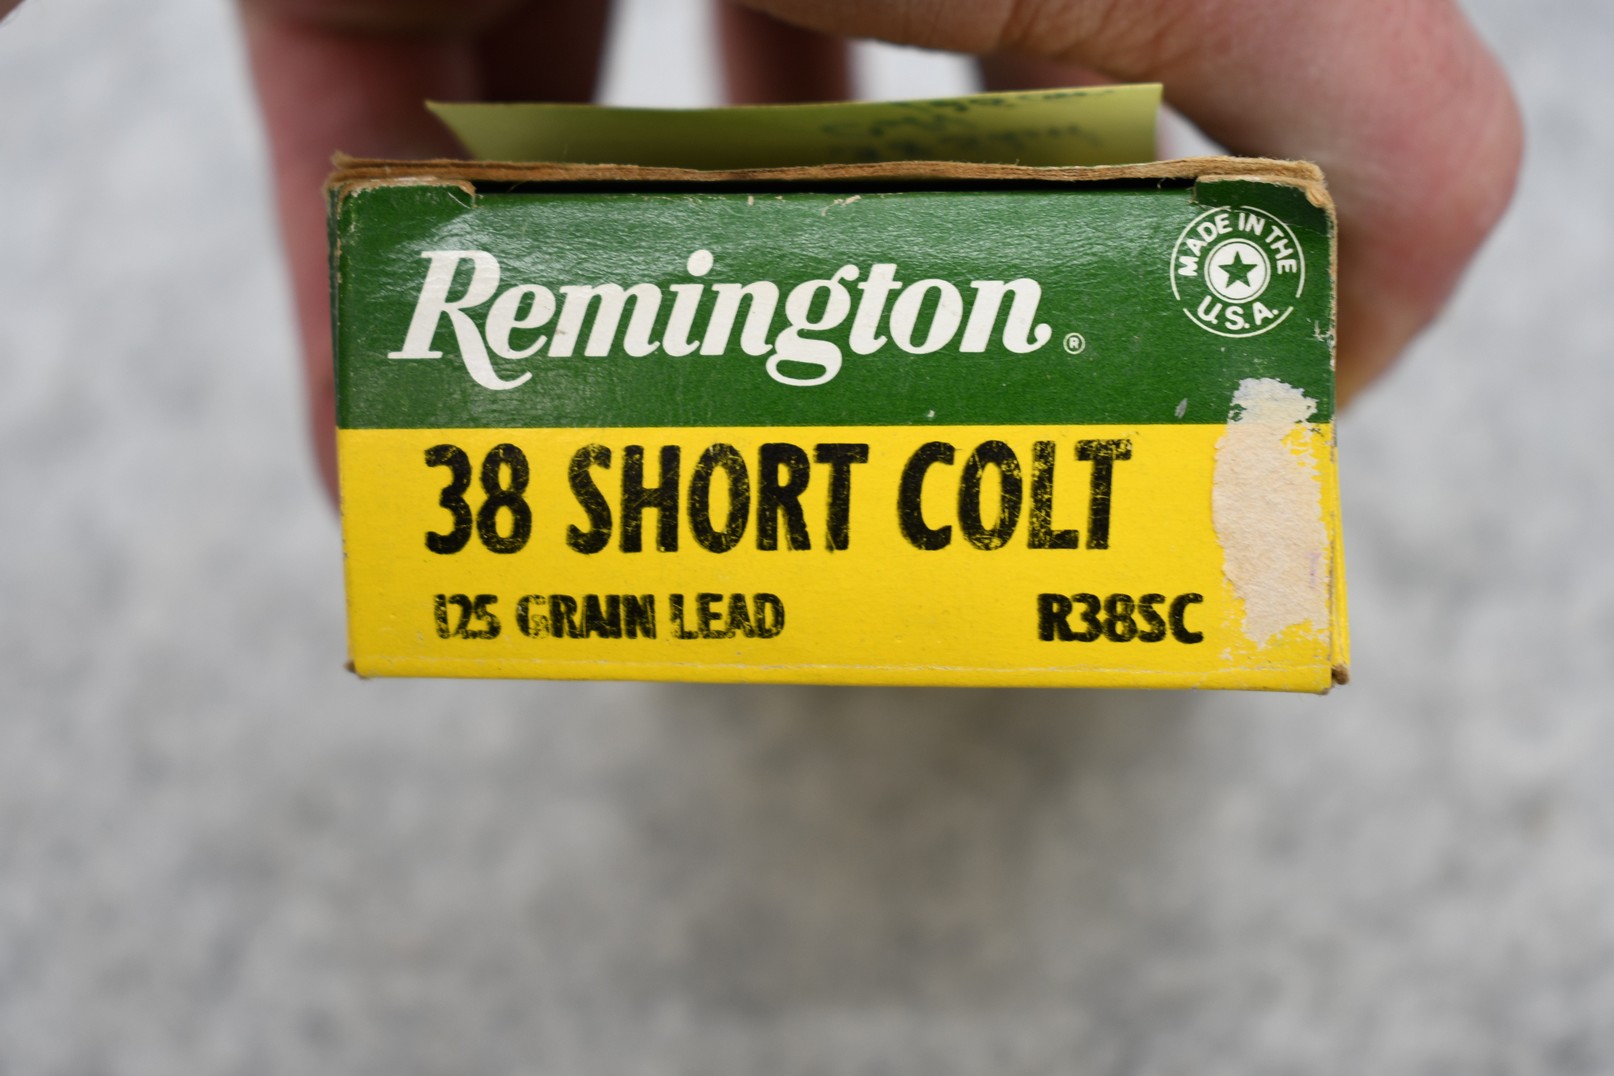 Remington®
MADE IN THE
U.S.A.
38 SHORT COLT
125 GRAIN LEAD
R38SC